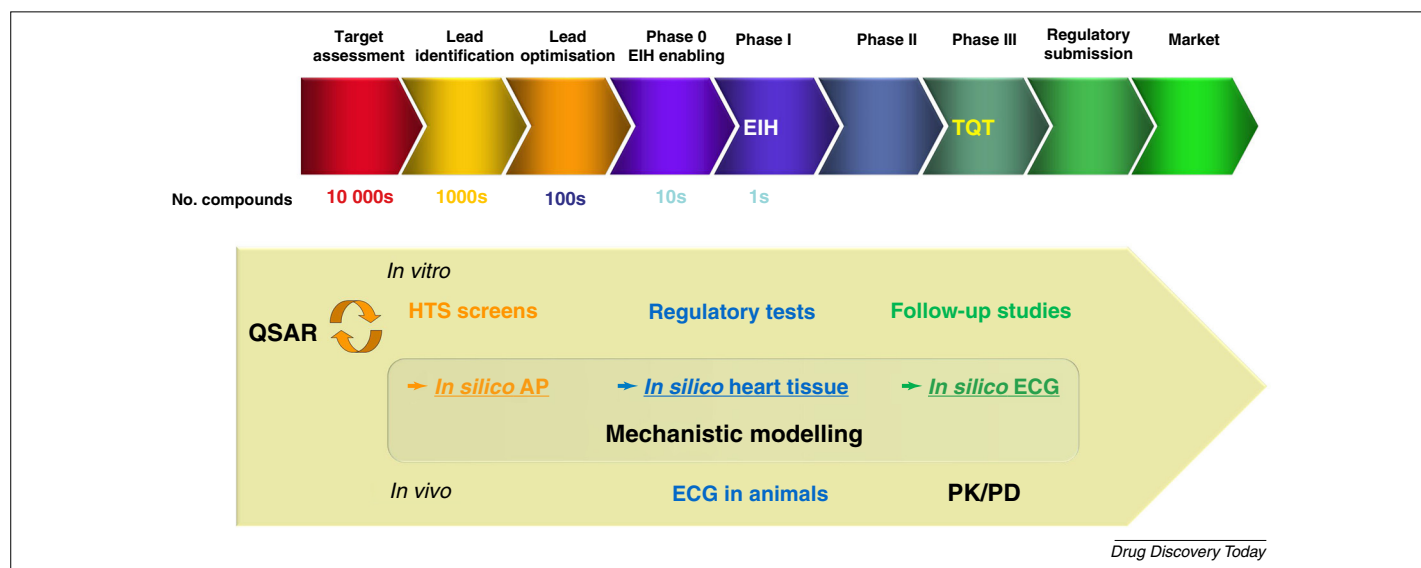 Target assessment
Lead identification
Lead optimisation
Phase 0 EIH enabling
Phase I
Phase II
Phase III
Regulatory submission
Market
EIH
TQT
No. compounds
10 000s
1000s
100s
10s
1s
In vitro
QSAR
HTS screens
Regulatory tests
Follow-up studies
In silico AP
In silico heart tissue
In silico ECG
Mechanistic modelling
In vivo
ECG in animals
PK/PD
Drug Discovery Today